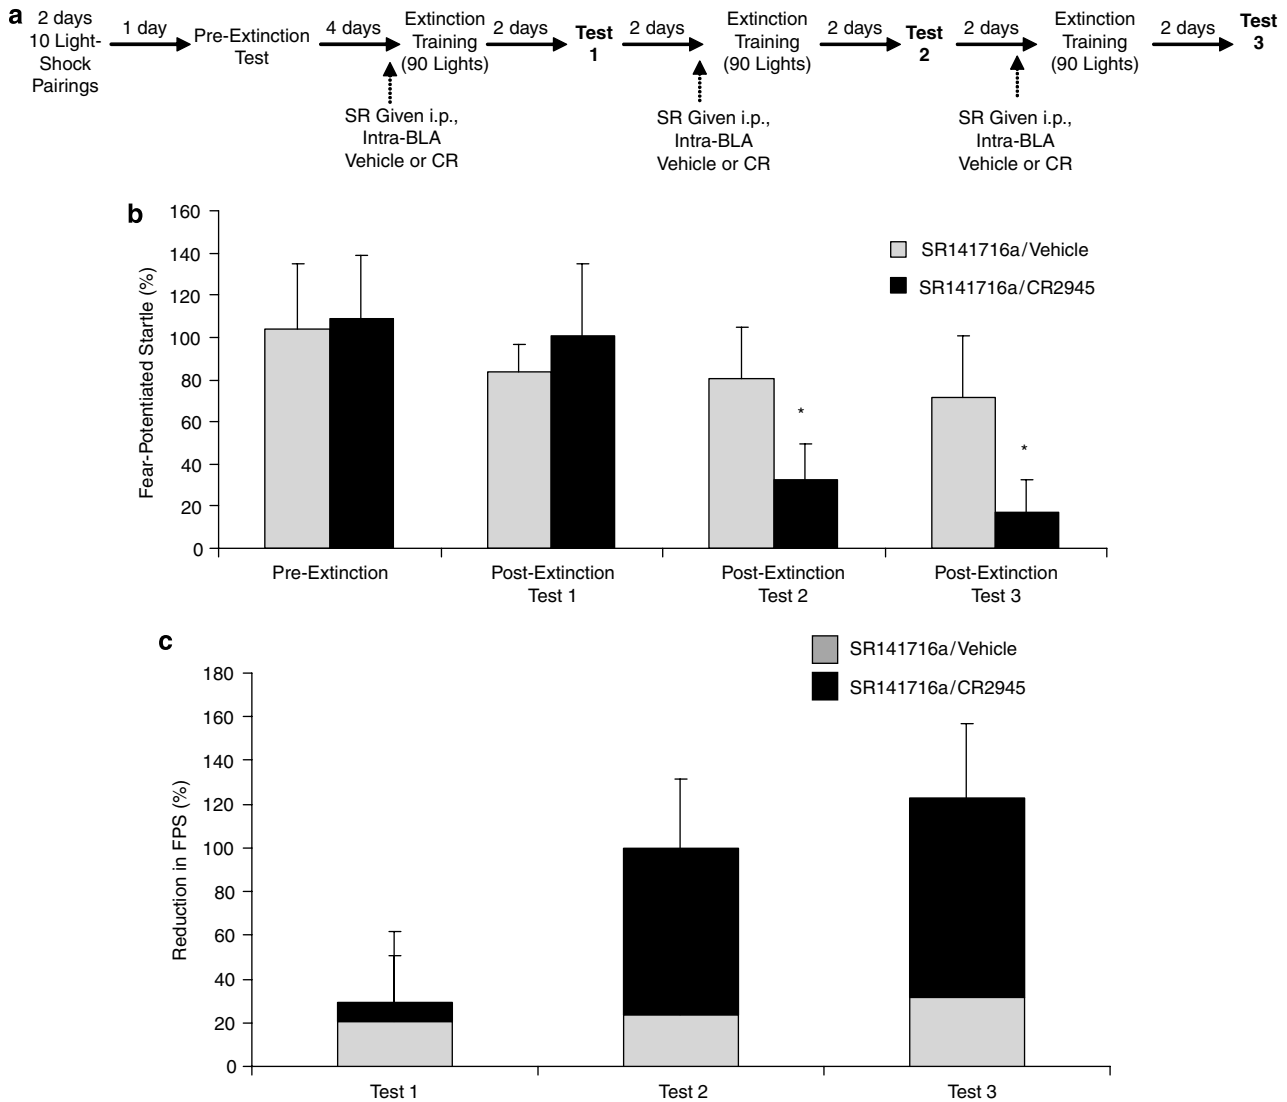 a
2 days
10 Light-
Shock
Pairings
1 day
Pre-Extinction
Test
4 days
Extinction
Training
(90 Lights)
2 days
Test
1
2 days
Extinction
Training
(90 Lights)
2 days
Test
2
2 days
Extinction
Training
(90 Lights)
2 days
Test
3
SR Given i.p.,
Intra-BLA
Vehicle or CR
SR Given i.p.,
Intra-BLA
Vehicle or CR
SR Given i.p.,
Intra-BLA
Vehicle or CR
b
Fear-Potentiated Startle (%)
160
140
120
100
80
60
40
20
0
SR141716a/Vehicle
SR141716a/CR2945
*
*
Pre-Extinction
Post-Extinction
Test 1
Post-Extinction
Test 2
Post-Extinction
Test 3
c
Reduction in FPS (%)
180
160
140
120
100
80
60
40
20
0
SR141716a/Vehicle
SR141716a/CR2945
Test 1
Test 2
Test 3